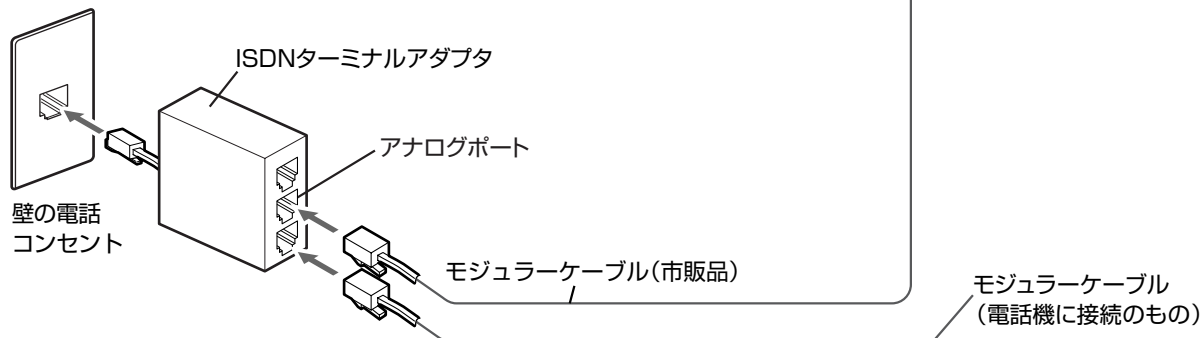 ISDNターミナルアダプタ
アナログポート
壁の電話
コンセント
モジュラーケーブル（市販品）
モジュラーケーブル
（電話機に接続のもの）